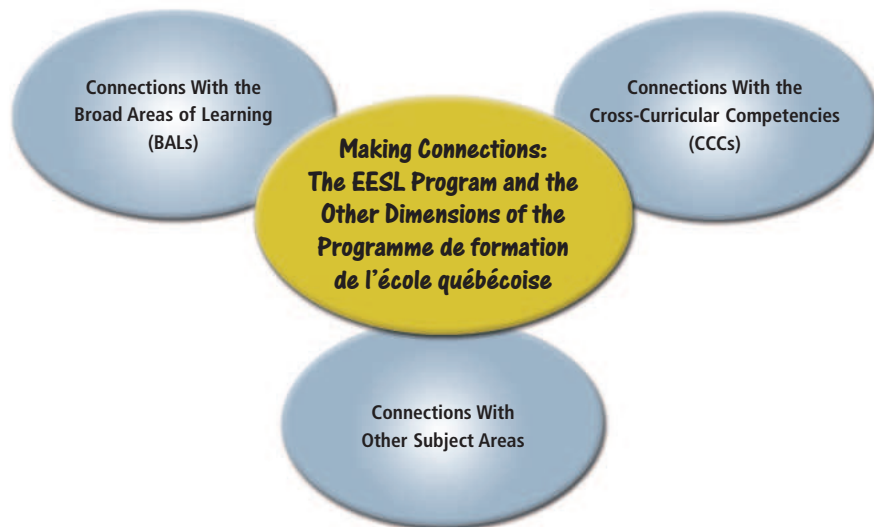 Connections With the
Broad Areas of Learning
(BALs)
Connections With the
Cross-Curricular Competencies
(CCCs)
Making Connections:
The EESL Program and the
Other Dimensions of the
Programme de formation
de l'école québécoise
Connections With
Other Subject Areas